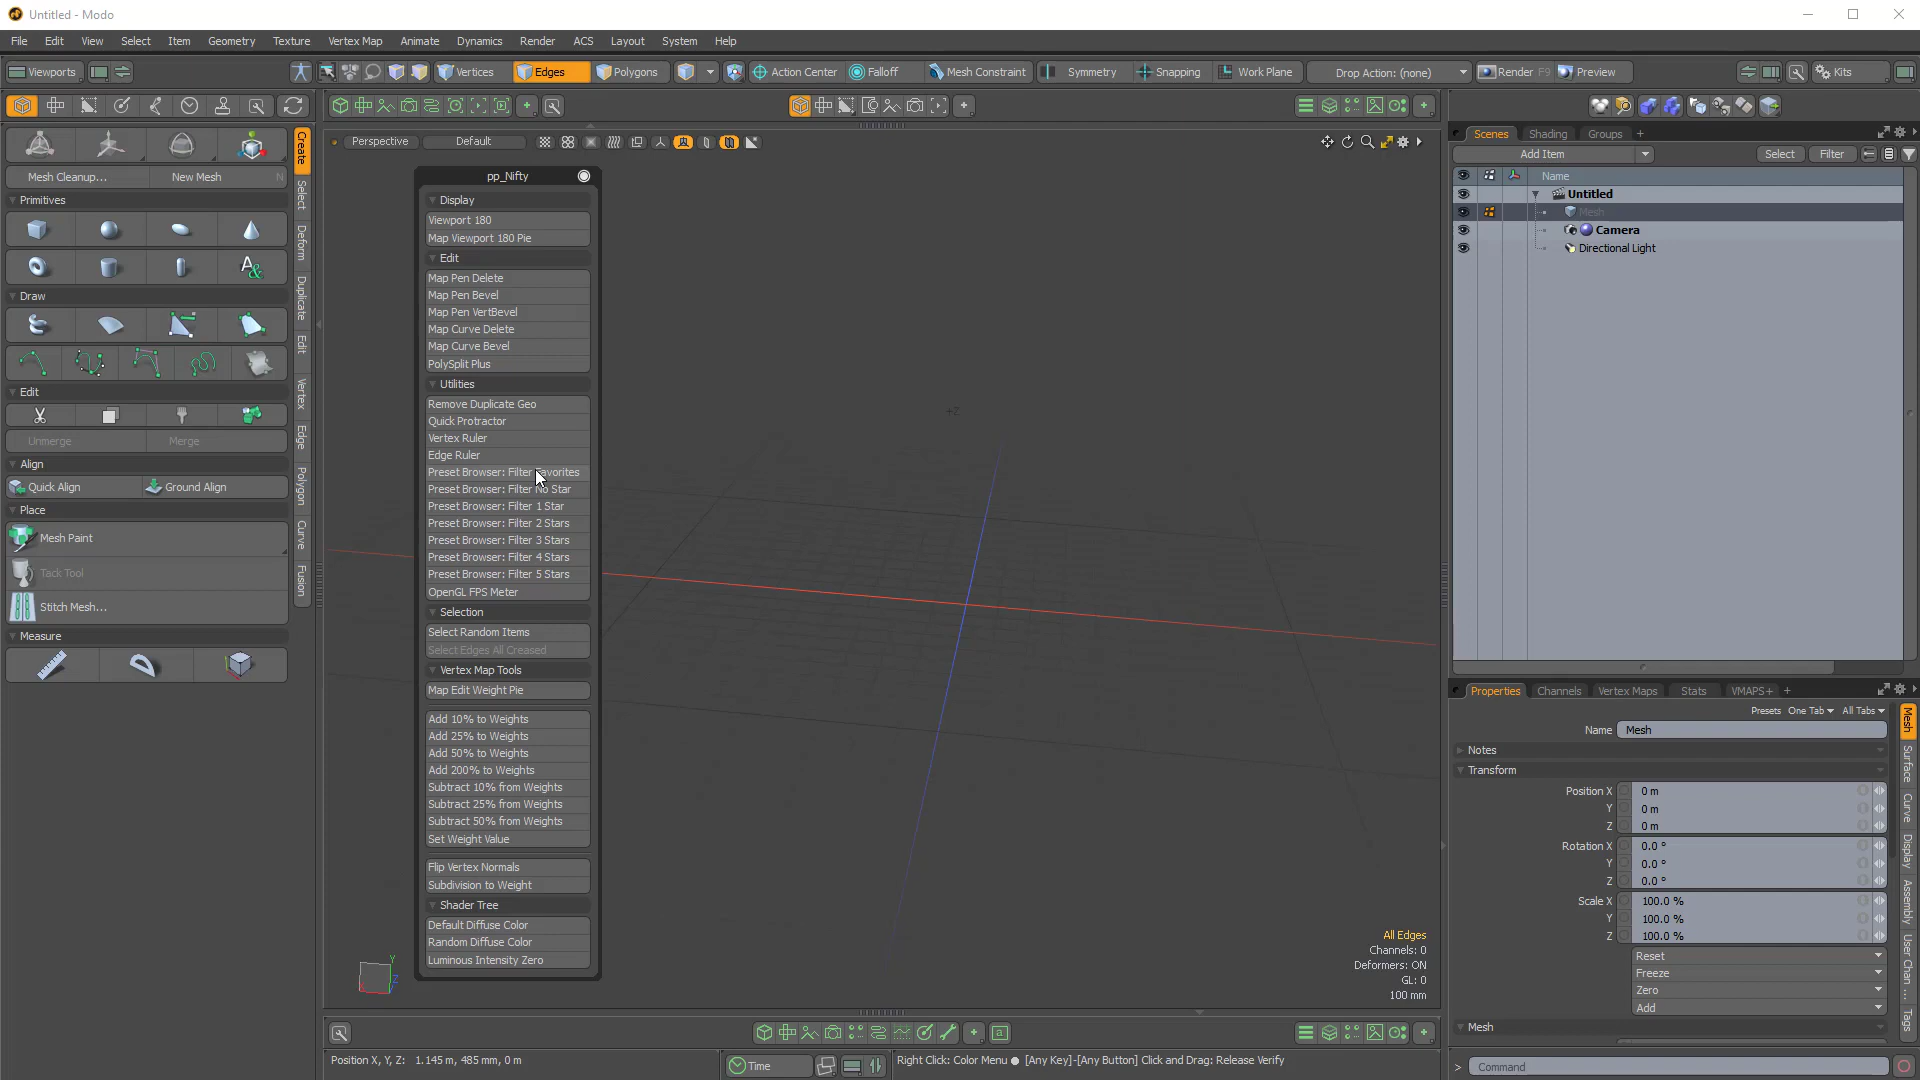 Untitled - Modo
File Edit View Select Item Geometry Texture Vertex Map Animate Dynamics Render ACS Layout System Help
Viewports Vertices Edges Polygons Action Center Falloff Mesh Constraint Symmetry Snapping Work Plane Drop Action: (none) Render F9 Preview Kits
Perspective Default
Mesh Cleanup... New Mesh N
Primitives
Draw
Edit
Unmerge Merge
Align
Quick Align Ground Align
Place
Mesh Paint
Tack Tool
Stitch Mesh...
Measure
Create
Select
Deform
Duplicate
Edit
Vertex
Edge
Polygon
Curve
Fusion
pp_Nifty
Display
Viewport 180
Map Viewport 180 Pie
Edit
Map Pen Delete
Map Pen Bevel
Map Pen VertBevel
Map Curve Delete
Map Curve Bevel
PolySplit Plus
Utilities
Remove Duplicate Geo
Quick Protractor
Vertex Ruler
Edge Ruler
Preset Browser: Filter Favorites
Preset Browser: Filter No Star
Preset Browser: Filter 1 Star
Preset Browser: Filter 2 Stars
Preset Browser: Filter 3 Stars
Preset Browser: Filter 4 Stars
Preset Browser: Filter 5 Stars
OpenGL FPS Meter
Selection
Select Random Items
Select Edges All Creased
Vertex Map Tools
Map Edit Weight Pie
Add 10% to Weights
Add 25% to Weights
Add 50% to Weights
Add 200% to Weights
Subtract 10% from Weights
Subtract 25% from Weights
Subtract 50% from Weights
Set Weight Value
Flip Vertex Normals
Subdivision to Weight
Shader Tree
Default Diffuse Color
Random Diffuse Color
Luminous Intensity Zero
+Z
Y
Z
All Edges
Channels: 0
Deformers: ON
GL: 0
100 mm
Scenes Shading Groups +
Add Item Select Filter
Name
Untitled
Mesh
Camera
Directional Light
Properties Channels Vertex Maps Stats VMAPS+ +
Presets One Tab All Tabs
Name Mesh
Notes
Transform
Position X 0 m
Y 0 m
Z 0 m
Rotation X 0.0 °
Y 0.0 °
Z 0.0 °
Scale X 100.0 %
Y 100.0 %
Z 100.0 %
Reset
Freeze
Zero
Add
Mesh
Mesh
Surface
Curve
Display
Assembly
User Chan ...
Tags
Position X, Y, Z: 1.145 m, 485 mm, 0 m
Time
Right Click: Color Menu ● [Any Key]-[Any Button] Click and Drag: Release Verify
> Command